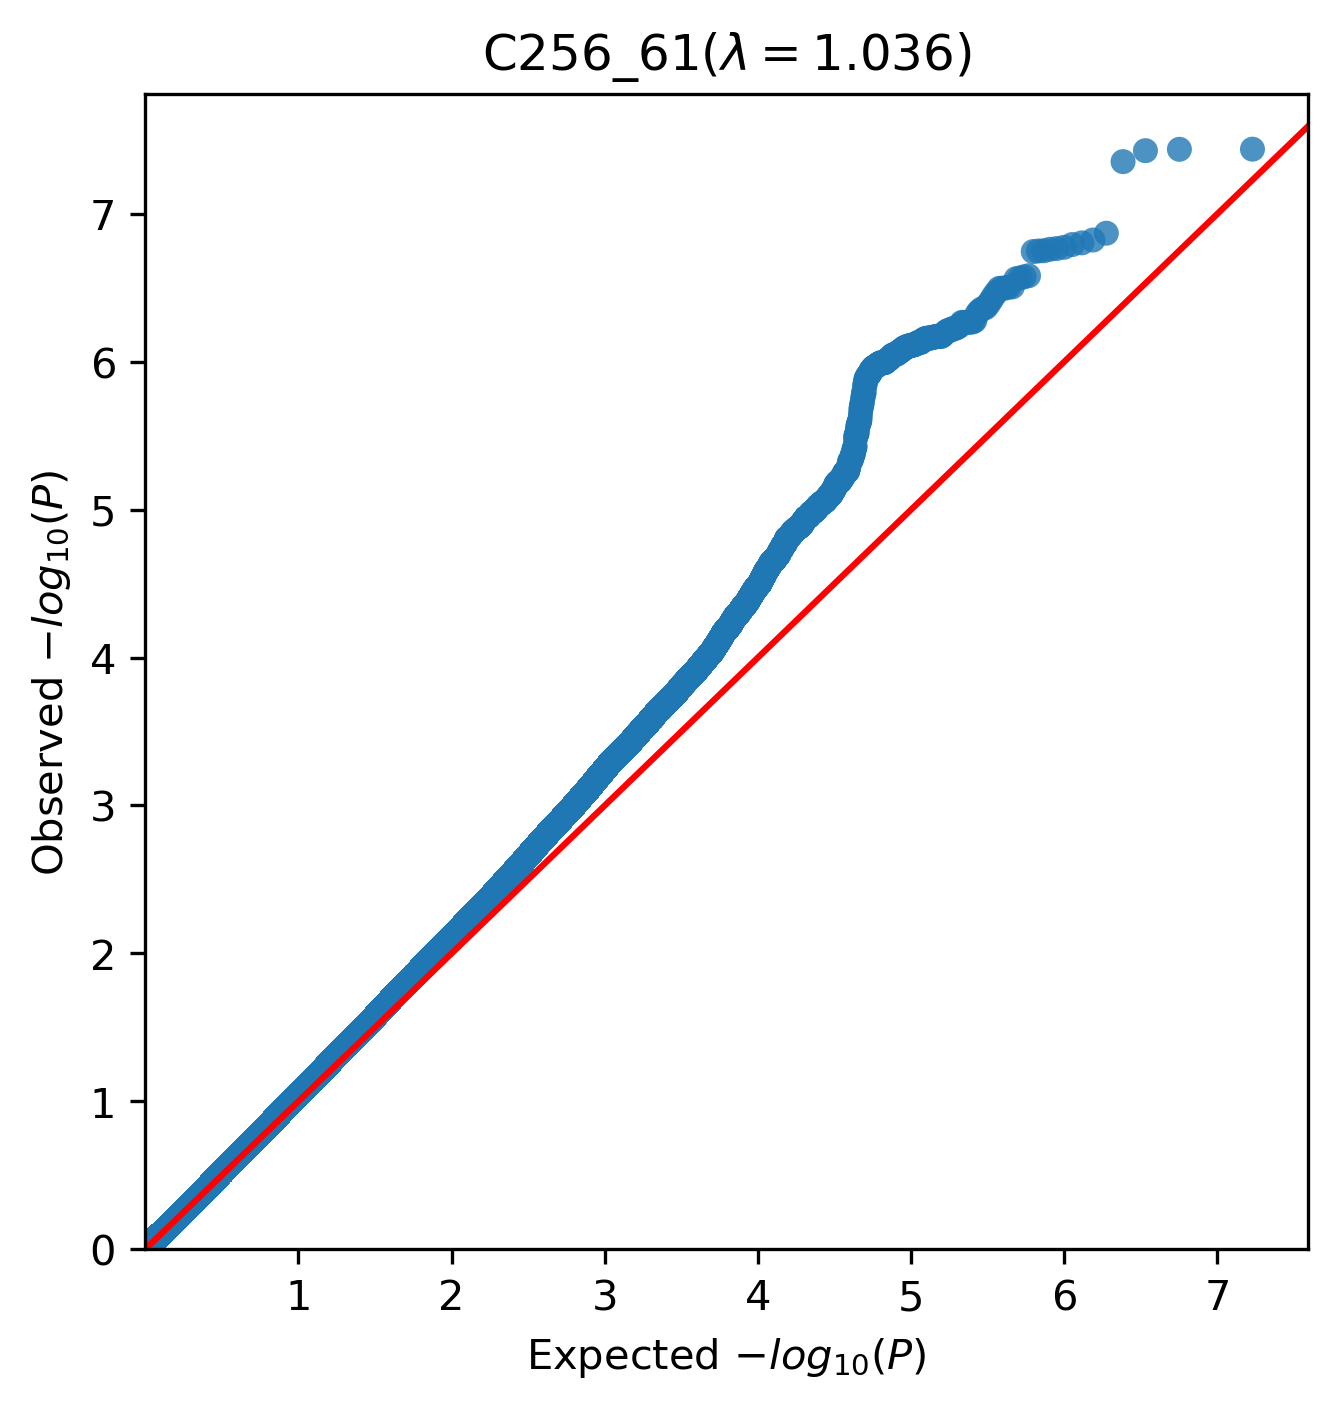 C256_61(λ = 1.036)
Observed −log₁₀(P)
7
6
5
4
3
2
1
0
1 2 3 4 5 6 7
Expected −log₁₀(P)